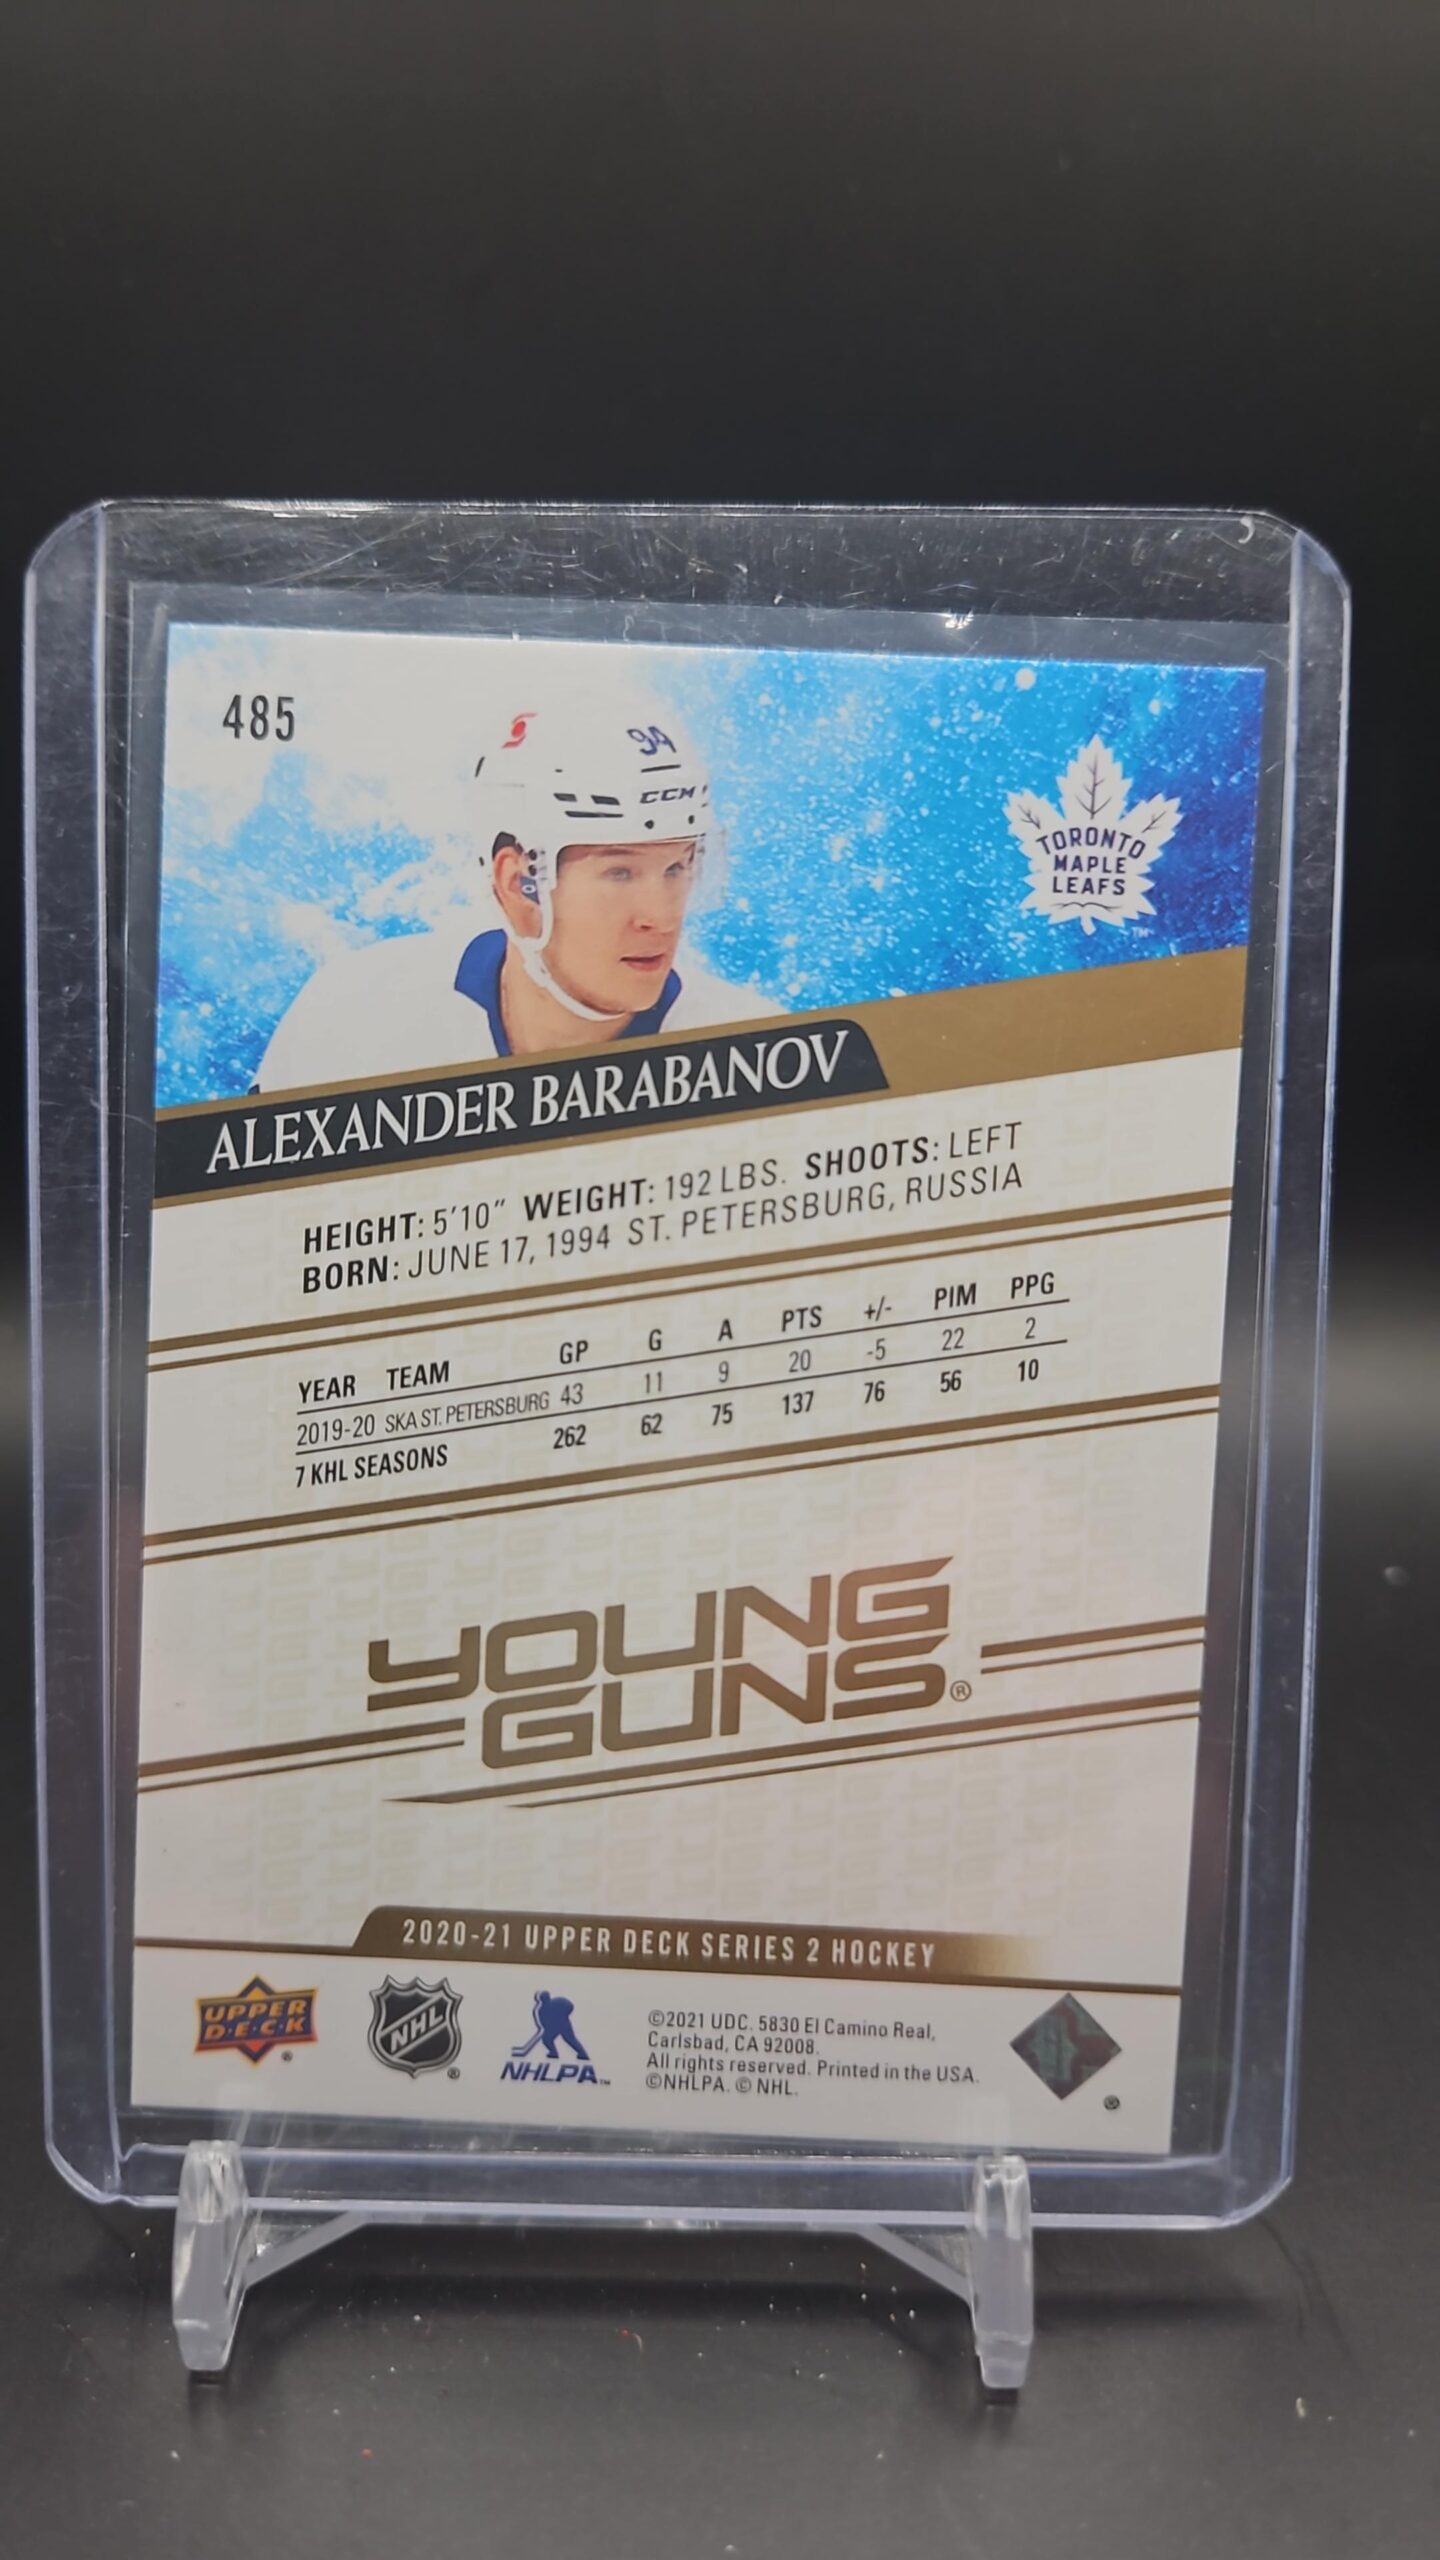 485
94
CCM
TORONTO
MAPLE
LEAFS
TM
ALEXANDER BARABANOV
HEIGHT: 5'10" WEIGHT: 192 LBS. SHOOTS: LEFT
BORN: JUNE 17, 1994 ST. PETERSBURG, RUSSIA
YEAR TEAM GP G A PTS +/- PIM PPG
2019-20 SKA ST. PETERSBURG 43 11 9 20 -5 22 2
7 KHL SEASONS 262 62 75 137 76 56 10
YOUNG
GUNS®
2020-21 UPPER DECK SERIES 2 HOCKEY
UPPER
D·E·C·K
®
NHL
®
NHLPA™
©2021 UDC. 5830 El Camino Real,
Carlsbad, CA 92008.
All rights reserved. Printed in the USA.
©NHLPA. © NHL.
®